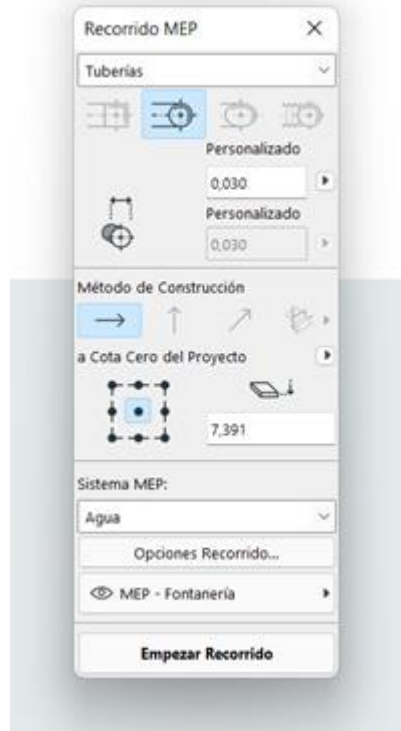 Recorrido MEP
Tuberías
Personalizado
0,030
Personalizado
0,030
Método de Construcción
a Cota Cero del Proyecto
7,391
Sistema MEP:
Agua
Opciones Recorrido...
MEP - Fontanería
Empezar Recorrido